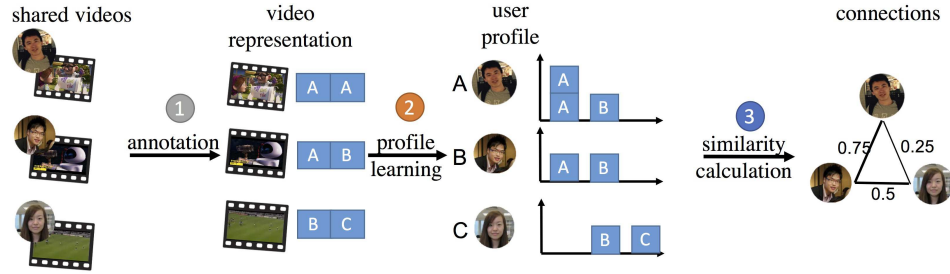 shared videos
video
representation
user
profile
connections
1
annotation
2
profile
learning
3
similarity
calculation
A A
A B
B C
A
A
A B
B
A B
C
B C
0.75
0.25
0.5